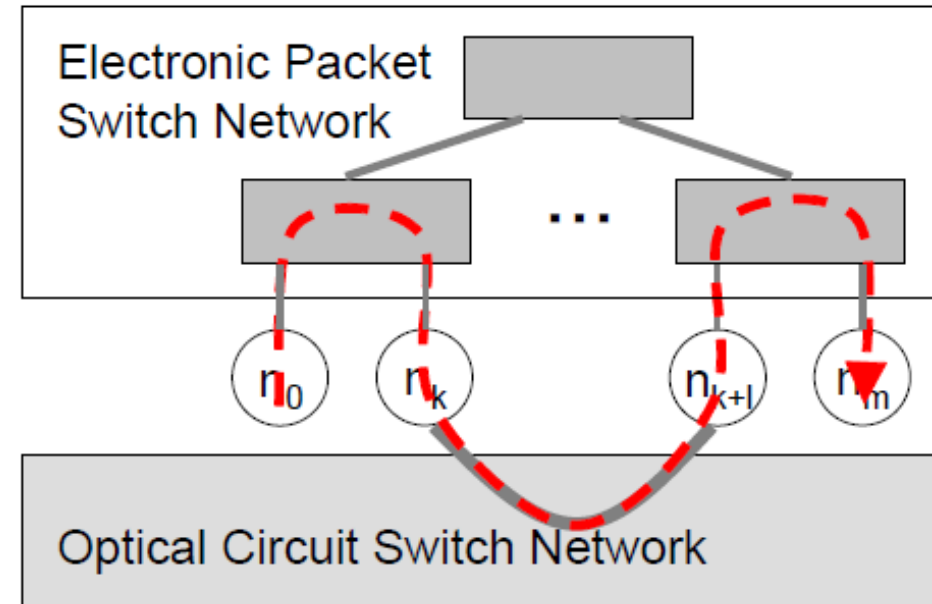 Electronic Packet
Switch Network
...
n0 nk nk+l nm
Optical Circuit Switch Network